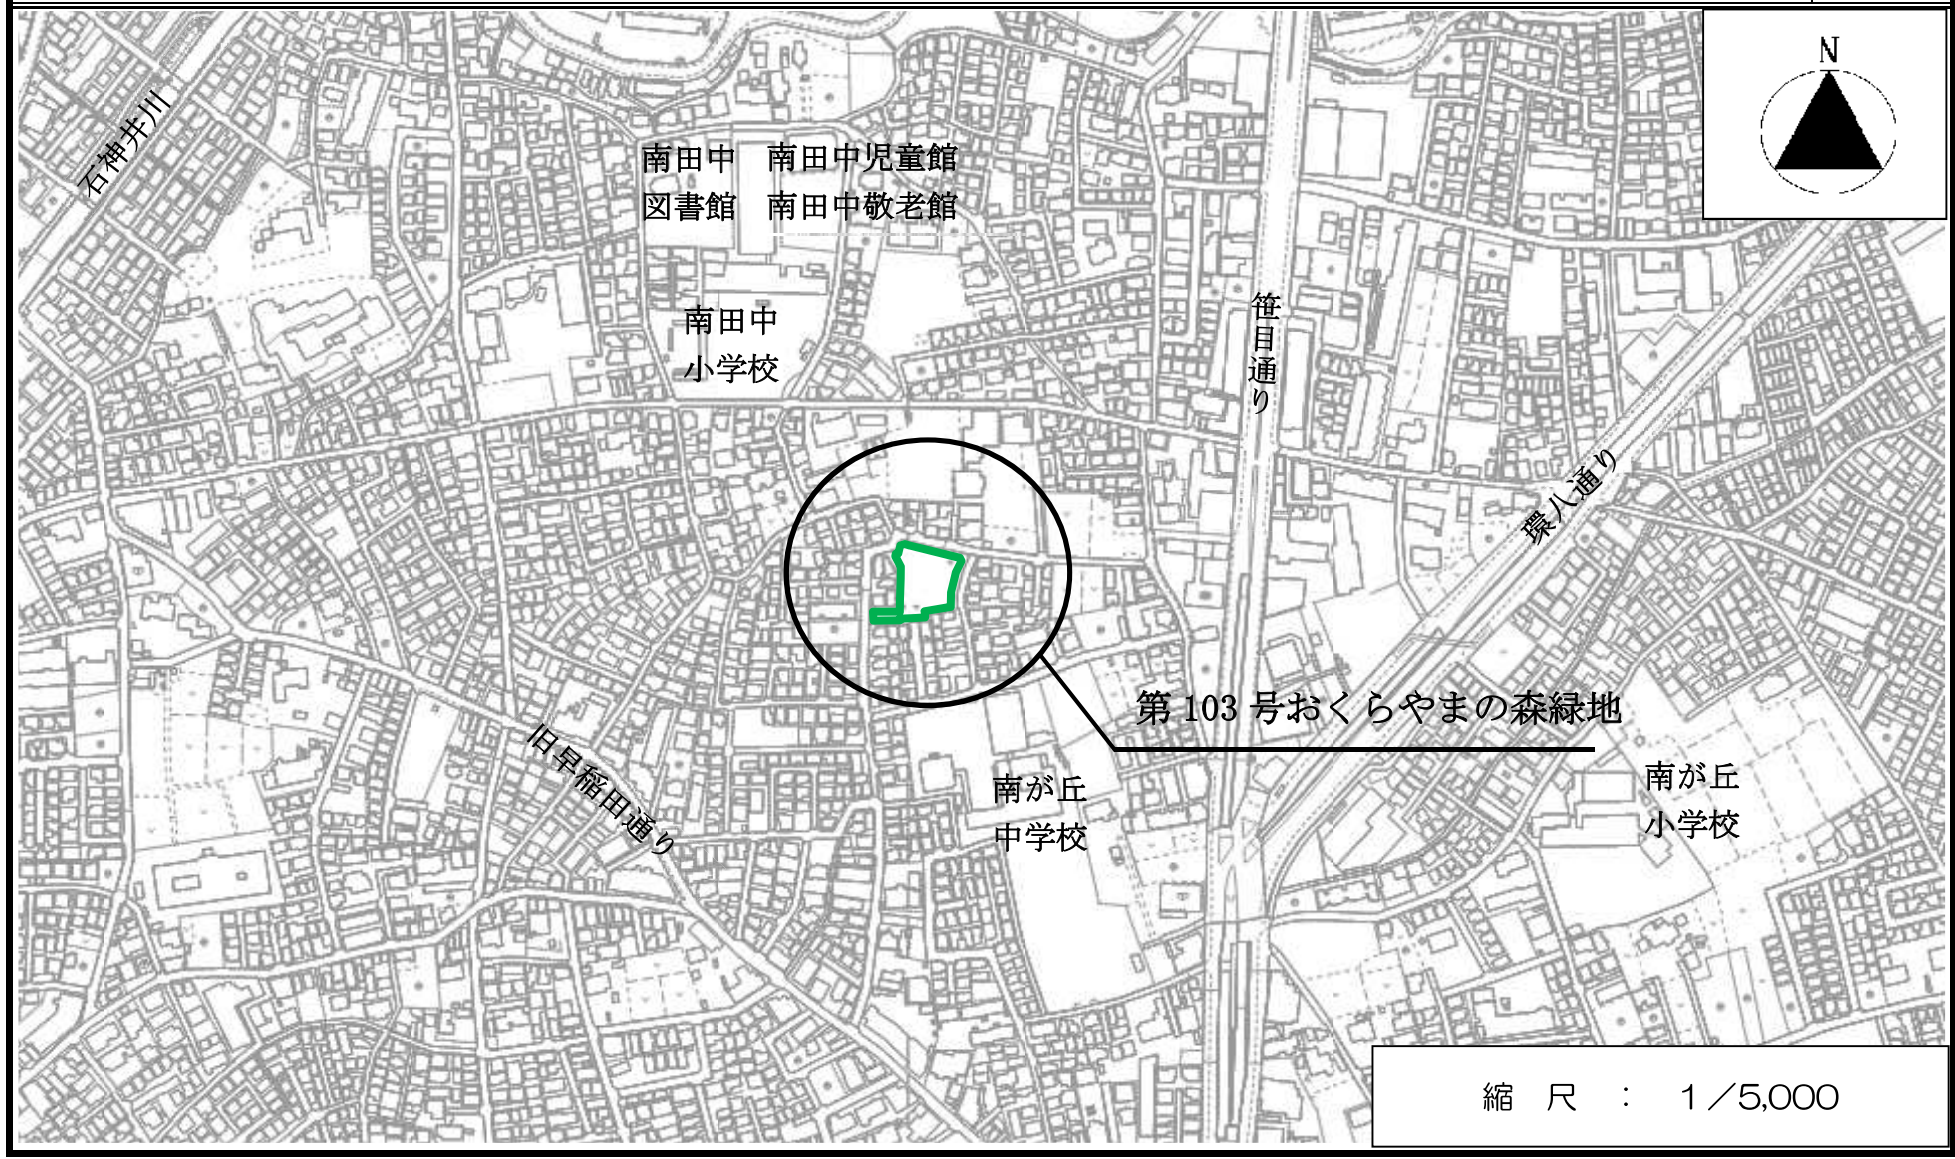 N
石神井川
南田中　南田中児童館
図書館　南田中敬老館
南田中
小学校
笹目通り
環八通り
第 103 号おくらやまの森緑地
旧早稲田通り
南が丘
中学校
南が丘
小学校
縮　尺　：　１／5,000